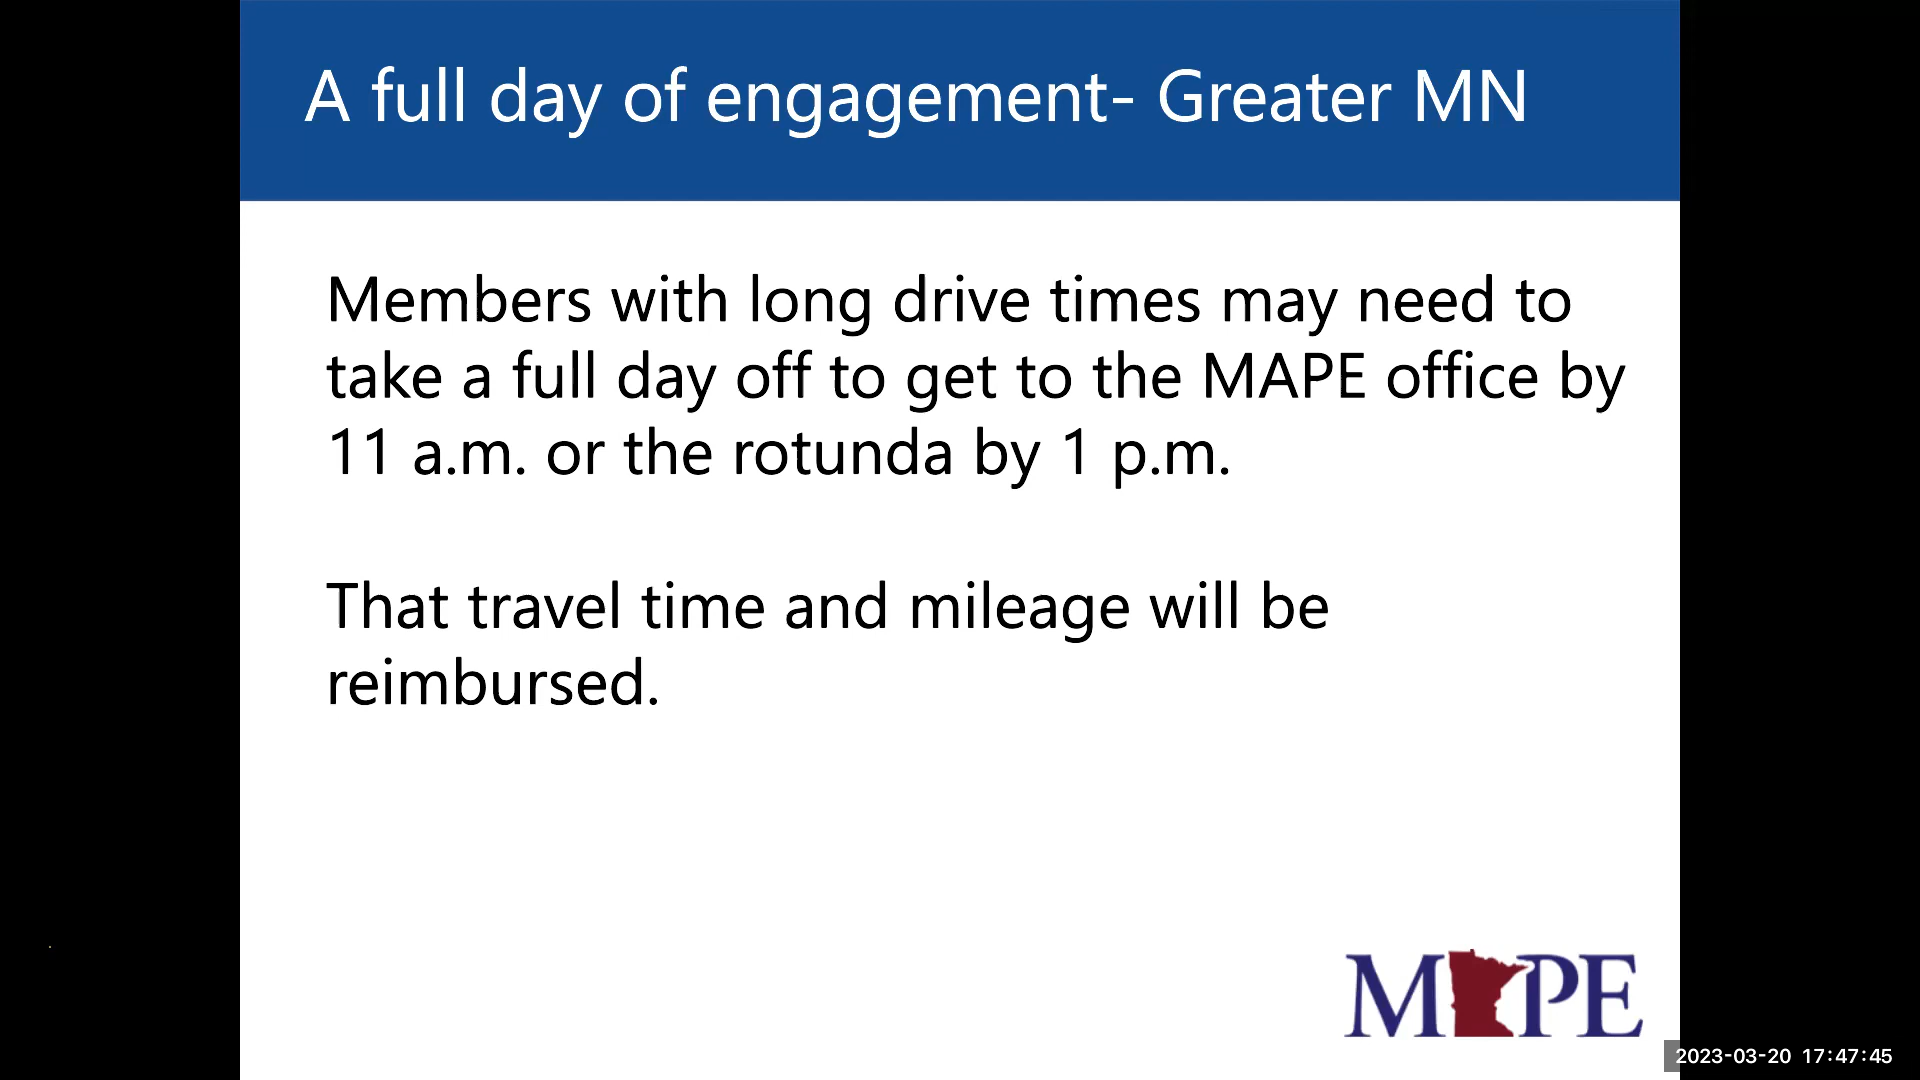 A full day of engagement- Greater MN
Members with long drive times may need to
take a full day off to get to the MAPE office by
11 a.m. or the rotunda by 1 p.m.
That travel time and mileage will be
reimbursed.
MAPE
2023-03-20 17:47:45